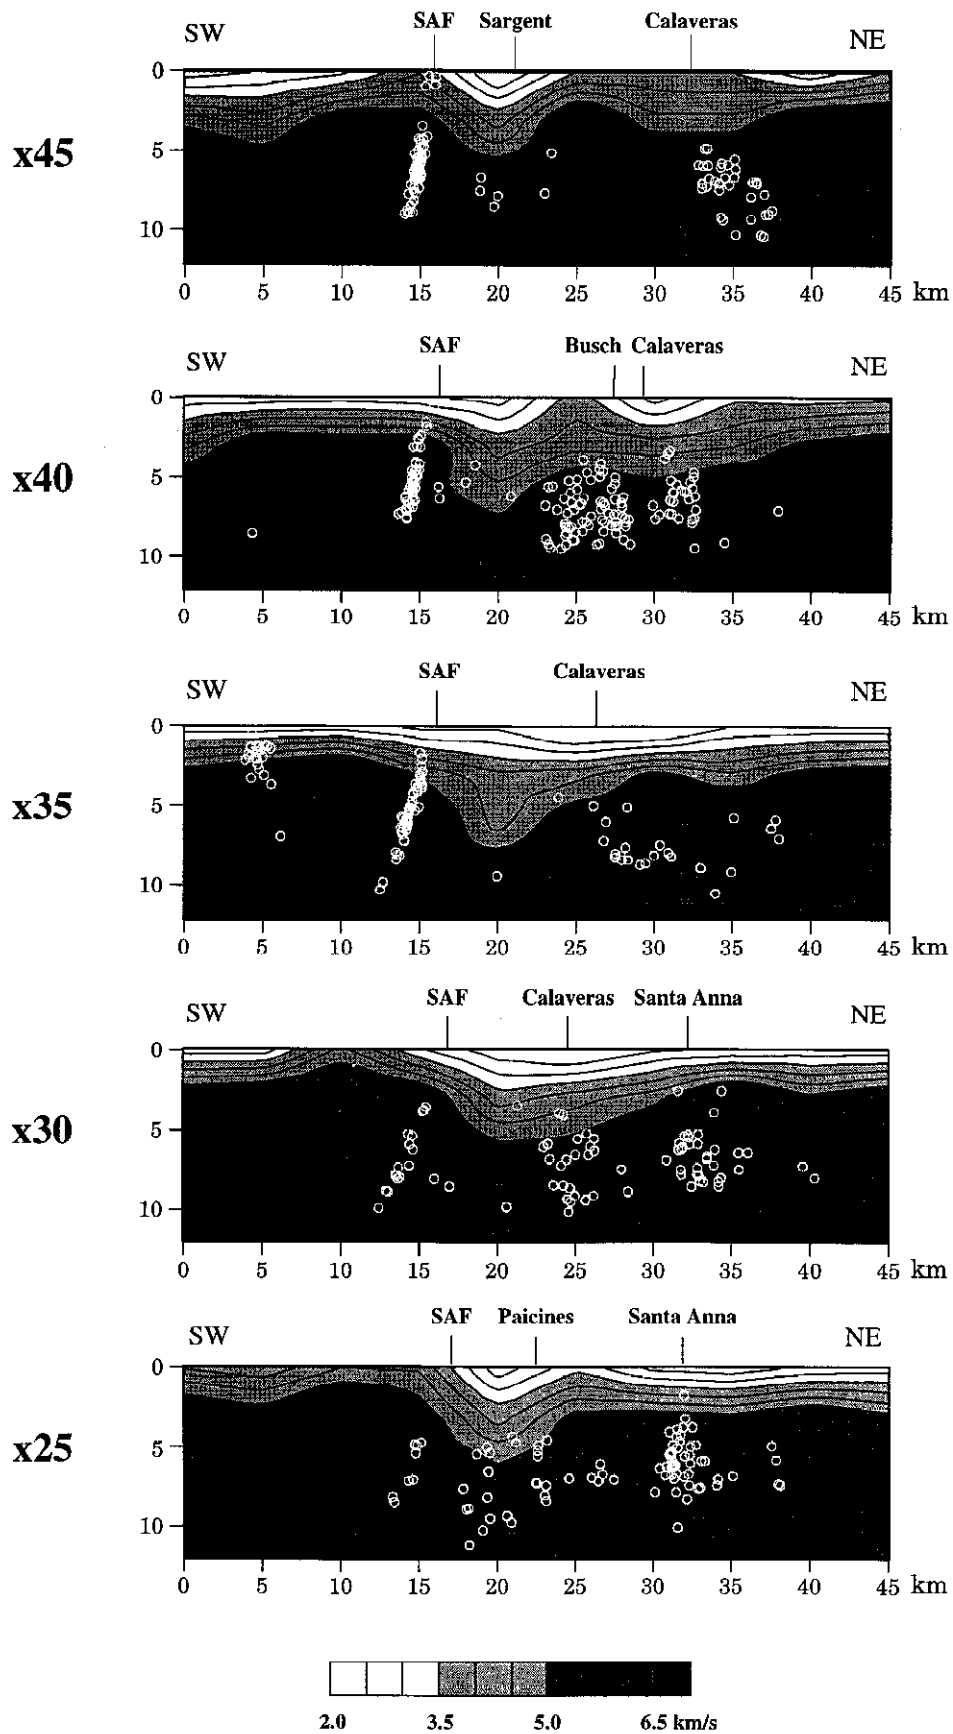 SW SAF Sargent Calaveras NE
0
x45
5
10
0 5 10 15 20 25 30 35 40 45 km
SW SAF Busch Calaveras NE
0
x40
5
10
0 5 10 15 20 25 30 35 40 45 km
SW SAF Calaveras NE
0
x35
5
10
0 5 10 15 20 25 30 35 40 45 km
SW SAF Calaveras Santa Anna NE
0
x30
5
10
0 5 10 15 20 25 30 35 40 45 km
SW SAF Paicines Santa Anna NE
0
x25
5
10
0 5 10 15 20 25 30 35 40 45 km
2.0 3.5 5.0 6.5 km/s